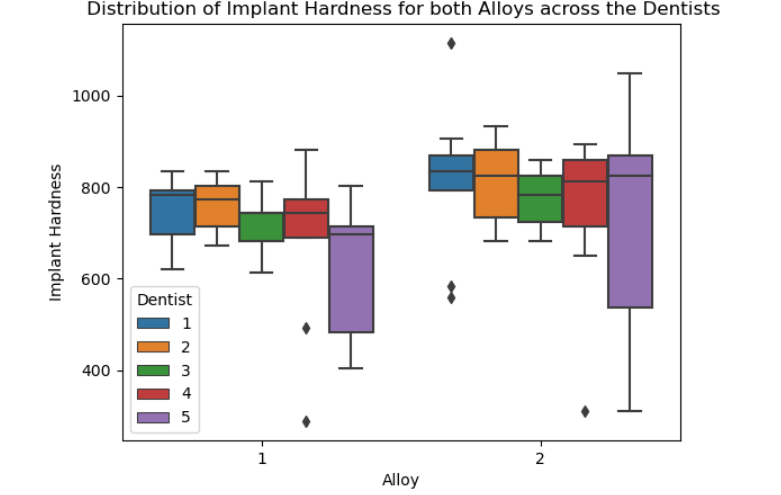 Distribution of Implant Hardness for both Alloys across the Dentists
Implant Hardness
1000
800
600
400
Dentist
1
2
3
4
5
1
2
Alloy